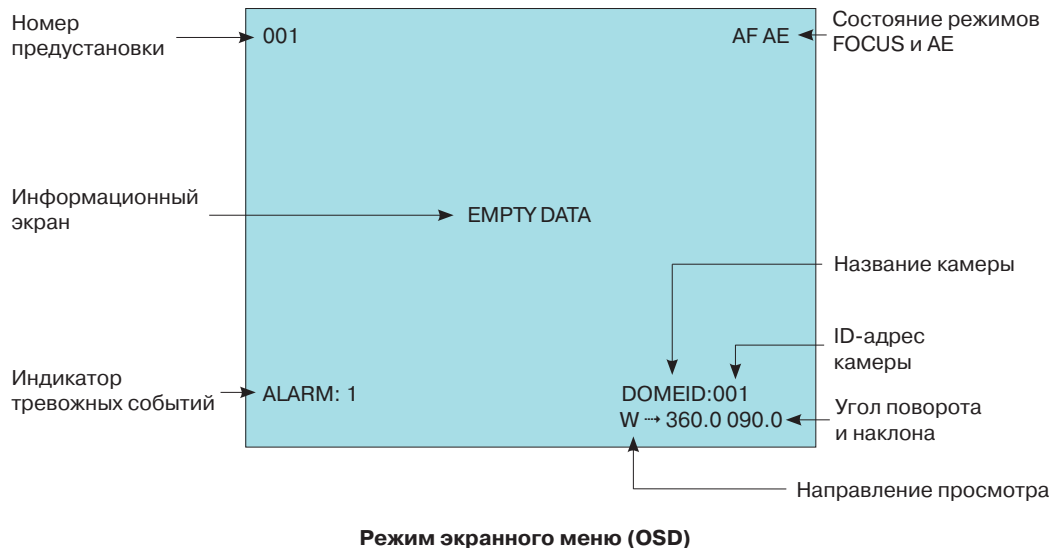 Номер
предустановки
001
AF AE
Состояние режимов
FOCUS и AE
Информационный
экран
EMPTY DATA
Название камеры
ID-адрес
камеры
Индикатор
тревожных событий
ALARM: 1
DOMEID:001
W ⤏ 360.0 090.0
Угол поворота
и наклона
Направление просмотра
Режим экранного меню (OSD)